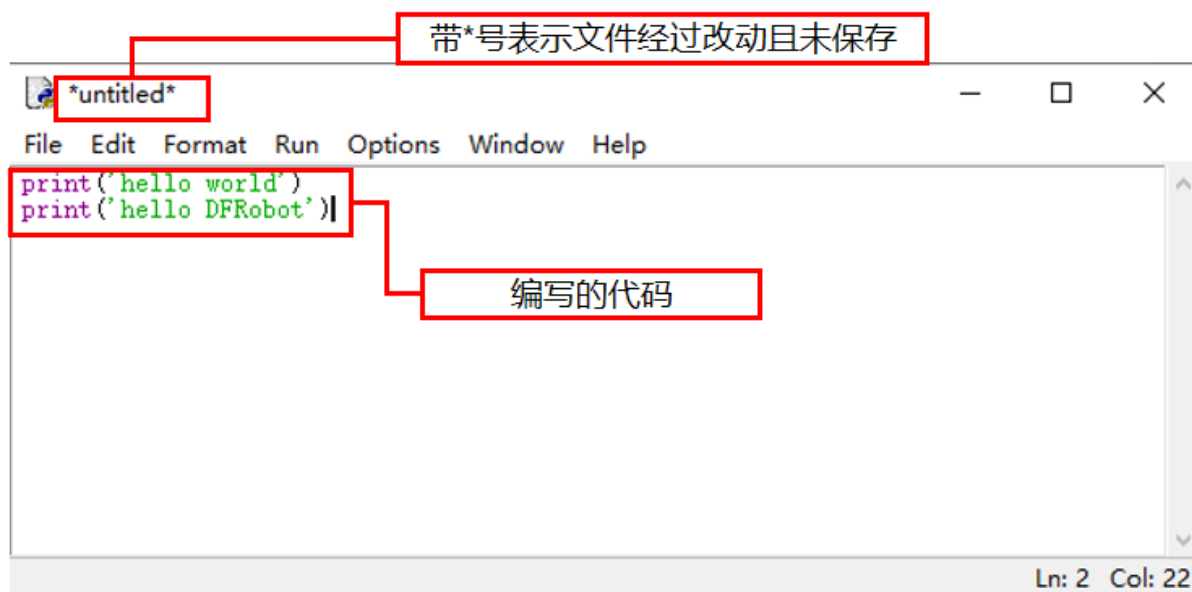 带*号表示文件经过改动且未保存
*untitled*
File Edit Format Run Options Window Help
print('hello world')
print('hello DFRobot')
编写的代码
Ln: 2 Col: 22